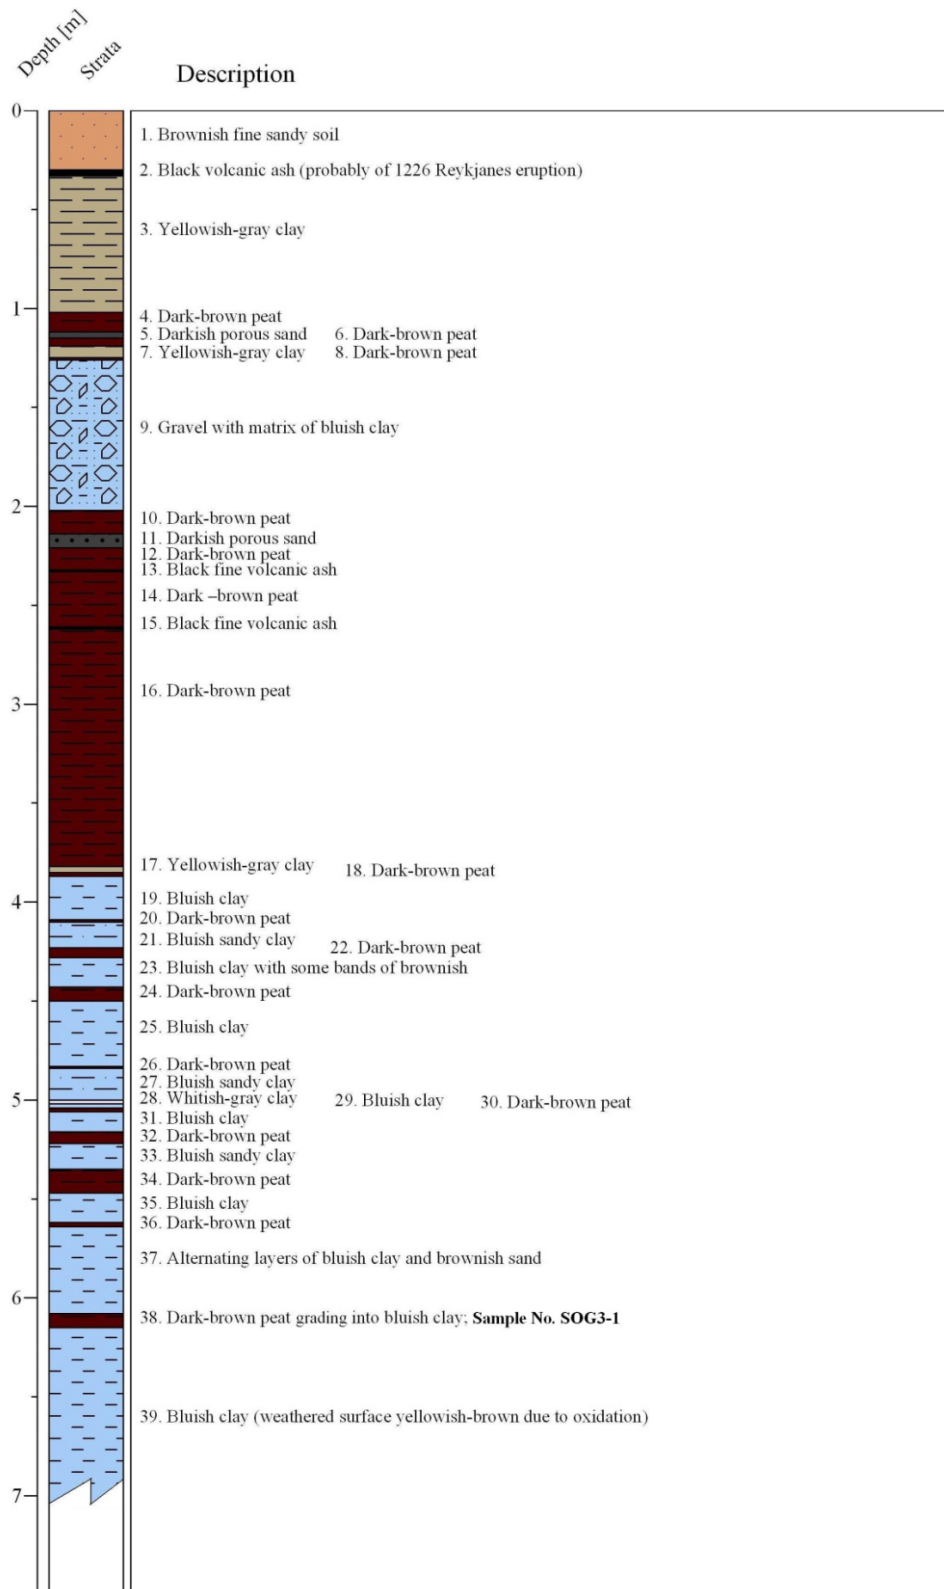 Depth [m]
Strata
Description
0
1. Brownish fine sandy soil
2. Black volcanic ash (probably of 1226 Reykjanes eruption)
3. Yellowish-gray clay
1
4. Dark-brown peat
5. Darkish porous sand 6. Dark-brown peat
7. Yellowish-gray clay 8. Dark-brown peat
9. Gravel with matrix of bluish clay
2
10. Dark-brown peat
11. Darkish porous sand
12. Dark-brown peat
13. Black fine volcanic ash
14. Dark –brown peat
15. Black fine volcanic ash
16. Dark-brown peat
3
17. Yellowish-gray clay 18. Dark-brown peat
19. Bluish clay
4
20. Dark-brown peat
21. Bluish sandy clay 22. Dark-brown peat
23. Bluish clay with some bands of brownish
24. Dark-brown peat
25. Bluish clay
26. Dark-brown peat
27. Bluish sandy clay
28. Whitish-gray clay 29. Bluish clay 30. Dark-brown peat
5
31. Bluish clay
32. Dark-brown peat
33. Bluish sandy clay
34. Dark-brown peat
35. Bluish clay
36. Dark-brown peat
37. Alternating layers of bluish clay and brownish sand
6
38. Dark-brown peat grading into bluish clay; Sample No. SOG3-1
39. Bluish clay (weathered surface yellowish-brown due to oxidation)
7